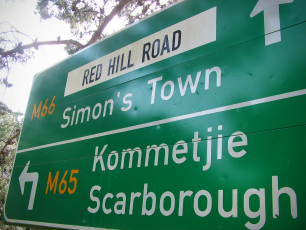 RED HILL ROAD
M66 Simon's Town
M65 Kommetjie
Scarborough